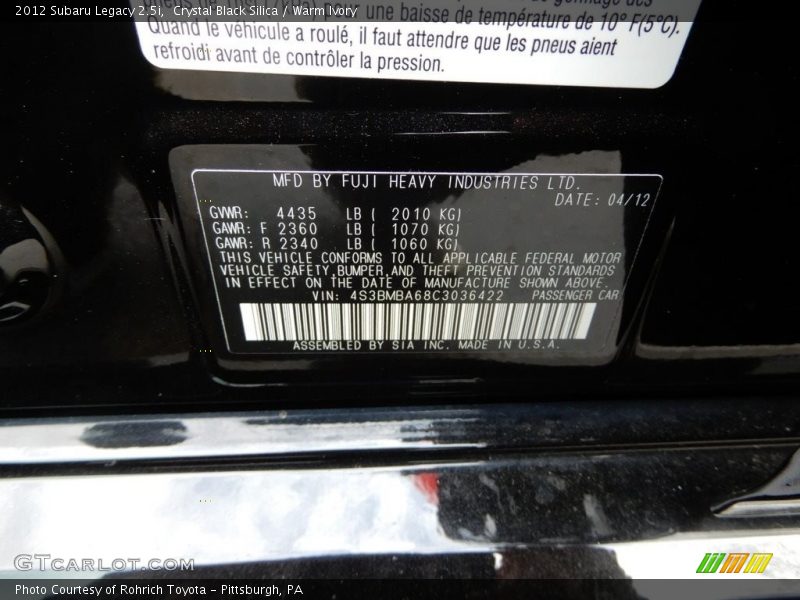 2012 Subaru Legacy 2.5i, Crystal Black Silica / Warm Ivory
pour une baisse de température de 10° F(5°C).
Quand le véhicule a roulé, il faut attendre que les pneus aient
refroidi avant de contrôler la pression.
MFD BY FUJI HEAVY INDUSTRIES LTD.
DATE: 04/12
GVWR: 4435 LB ( 2010 KG)
GAWR: F 2360 LB ( 1070 KG)
GAWR: R 2340 LB ( 1060 KG)
THIS VEHICLE CONFORMS TO ALL APPLICABLE FEDERAL MOTOR
VEHICLE SAFETY,BUMPER,AND THEFT PREVENTION STANDARDS
IN EFFECT ON THE DATE OF MANUFACTURE SHOWN ABOVE.
VIN: 4S3BMBA68C3036422 PASSENGER CAR
ASSEMBLED BY SIA INC. MADE IN U.S.A.
GTCARLOT.COM
Photo Courtesy of Rohrich Toyota - Pittsburgh, PA